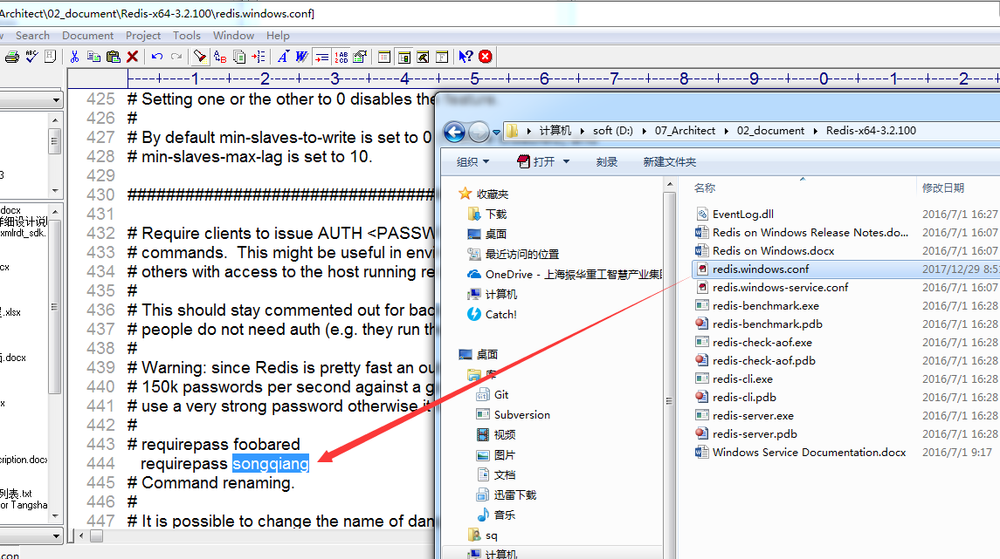 Architect\02_document\Redis-x64-3.2.100\redis.windows.conf]
Search Document Project Tools Window Help
1 2 3 4 5 6 7 8 9 0 1 2
425 # Setting one or the other to 0 disables the feature.
426 #
427 # By default min-slaves-to-write is set to 0
428 # min-slaves-max-lag is set to 10.
429
430 ################################
431
432 # Require clients to issue AUTH <PASSW
433 # commands. This might be useful in envi
434 # others with access to the host running re
435 #
436 # This should stay commented out for bac
437 # people do not need auth (e.g. they run th
438 #
439 # Warning: since Redis is pretty fast an ou
440 # 150k passwords per second against a g
441 # use a very strong password otherwise it
442 #
443 # requirepass foobared
444 requirepass songqiang
445 # Command renaming.
446 #
447 # It is possible to change the name of dan
3
docx
详细设计说
xmlrdt_sdk.
cx
.xlsx
.docx
x
cription.docx
列表.txt
or Tangsha
.con
计算机 soft (D:) 07_Architect 02_document Redis-x64-3.2.100
组织 打开 刻录 新建文件夹
收藏夹
下载
桌面
最近访问的位置
OneDrive - 上海振华重工智慧产业集团
计算机
Catch!
桌面
库
Git
Subversion
视频
图片
文档
迅雷下载
音乐
sq
计算机
名称 修改日期
EventLog.dll 2016/7/1 16:27
Redis on Windows Release Notes.do... 2016/7/1 16:07
Redis on Windows.docx 2016/7/1 16:07
redis.windows.conf 2017/12/29 8:5
redis.windows-service.conf 2016/7/1 16:07
redis-benchmark.exe 2016/7/1 16:28
redis-benchmark.pdb 2016/7/1 16:28
redis-check-aof.exe 2016/7/1 16:28
redis-check-aof.pdb 2016/7/1 16:28
redis-cli.exe 2016/7/1 16:28
redis-cli.pdb 2016/7/1 16:28
redis-server.exe 2016/7/1 16:28
redis-server.pdb 2016/7/1 16:28
Windows Service Documentation.docx 2016/7/1 9:17